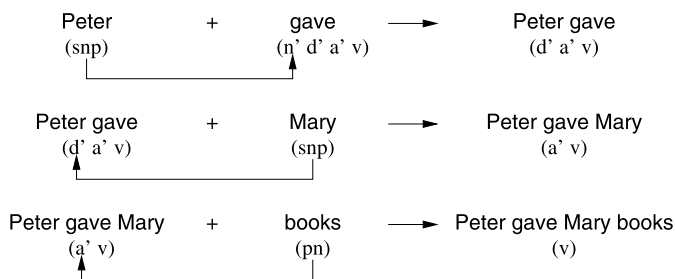 Peter + gave Peter gave
(snp) (n’ d’ a’ v) (d’ a’ v)
Peter gave + Mary Peter gave Mary
(d’ a’ v) (snp) (a’ v)
Peter gave Mary + books Peter gave Mary books
(a’ v) (pn) (v)